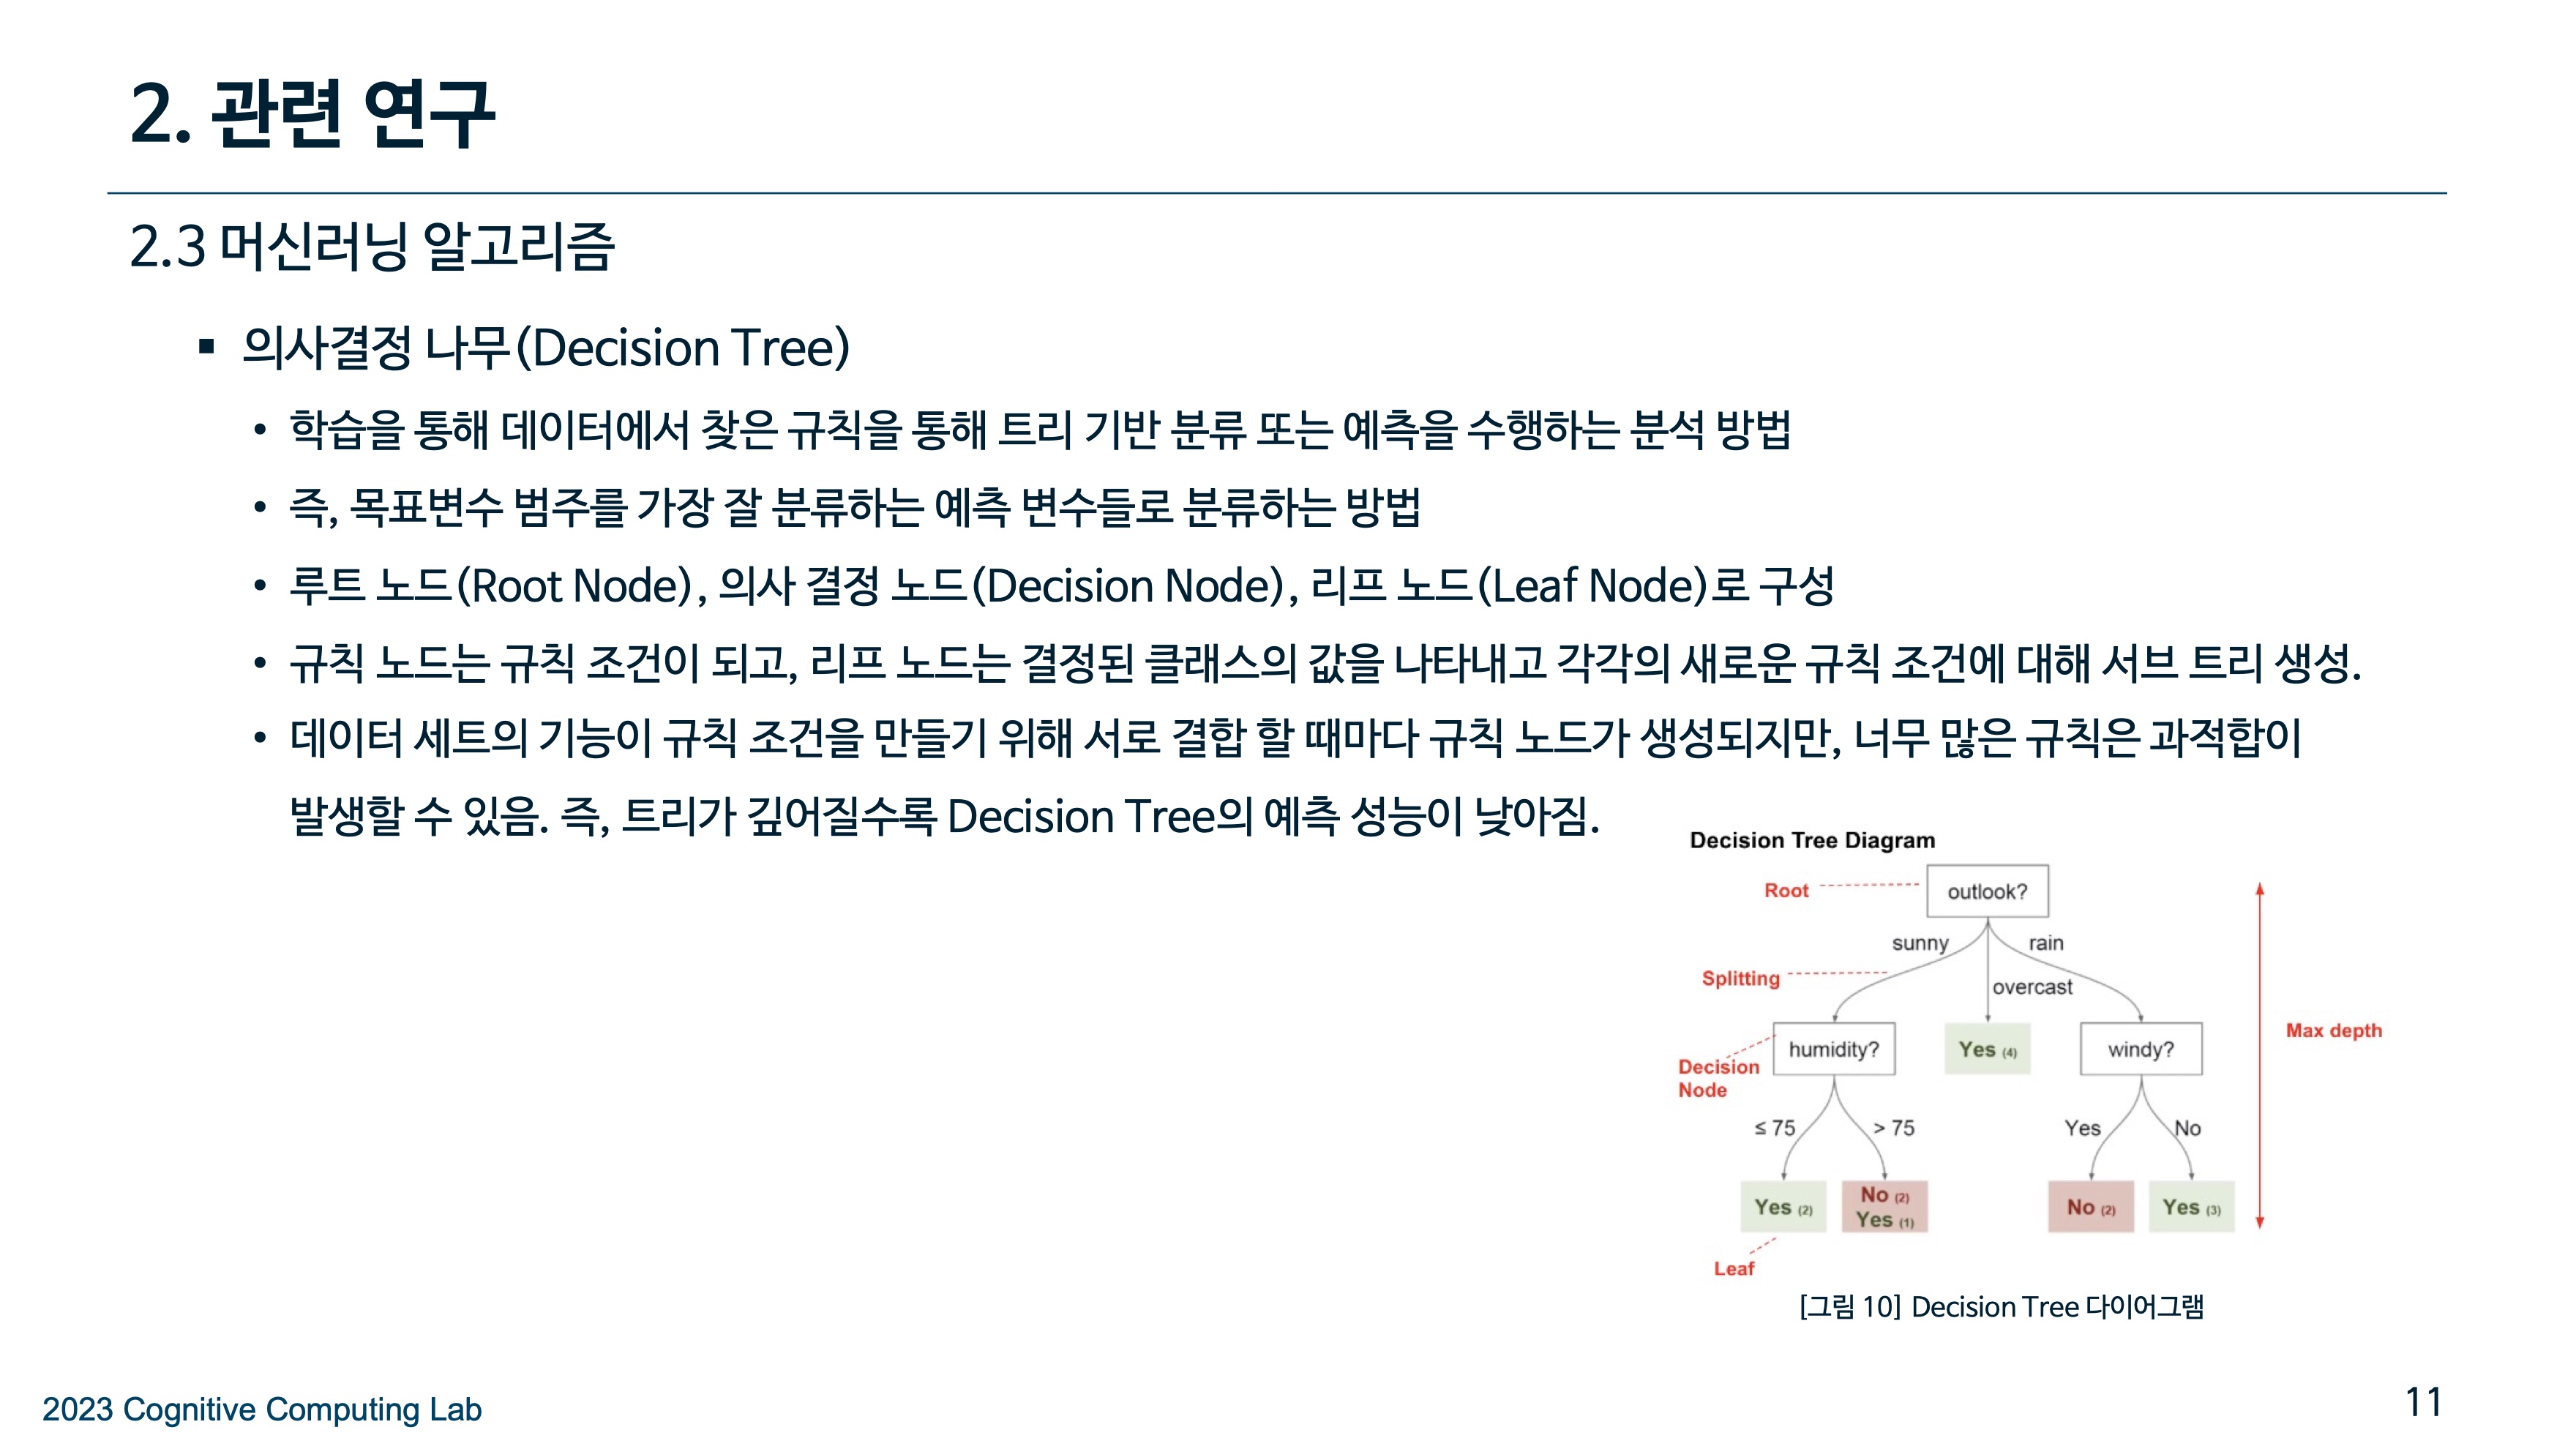 2. 관련 연구
2.3 머신러닝 알고리즘
▪ 의사결정 나무(Decision Tree)
• 학습을 통해 데이터에서 찾은 규칙을 통해 트리 기반 분류 또는 예측을 수행하는 분석 방법
• 즉, 목표변수 범주를 가장 잘 분류하는 예측 변수들로 분류하는 방법
• 루트 노드(Root Node), 의사 결정 노드(Decision Node), 리프 노드(Leaf Node)로 구성
• 규칙 노드는 규칙 조건이 되고, 리프 노드는 결정된 클래스의 값을 나타내고 각각의 새로운 규칙 조건에 대해 서브 트리 생성.
• 데이터 세트의 기능이 규칙 조건을 만들기 위해 서로 결합 할 때마다 규칙 노드가 생성되지만, 너무 많은 규칙은 과적합이
발생할 수 있음. 즉, 트리가 깊어질수록 Decision Tree의 예측 성능이 낮아짐.
Decision Tree Diagram
Root
outlook?
sunny
rain
Splitting
overcast
Max depth
humidity?
Yes (4)
windy?
Decision
Node
≤ 75
> 75
Yes
No
Yes (2)
No (2)
Yes (1)
No (2)
Yes (3)
Leaf
[그림 10] Decision Tree 다이어그램
2023 Cognitive Computing Lab
11